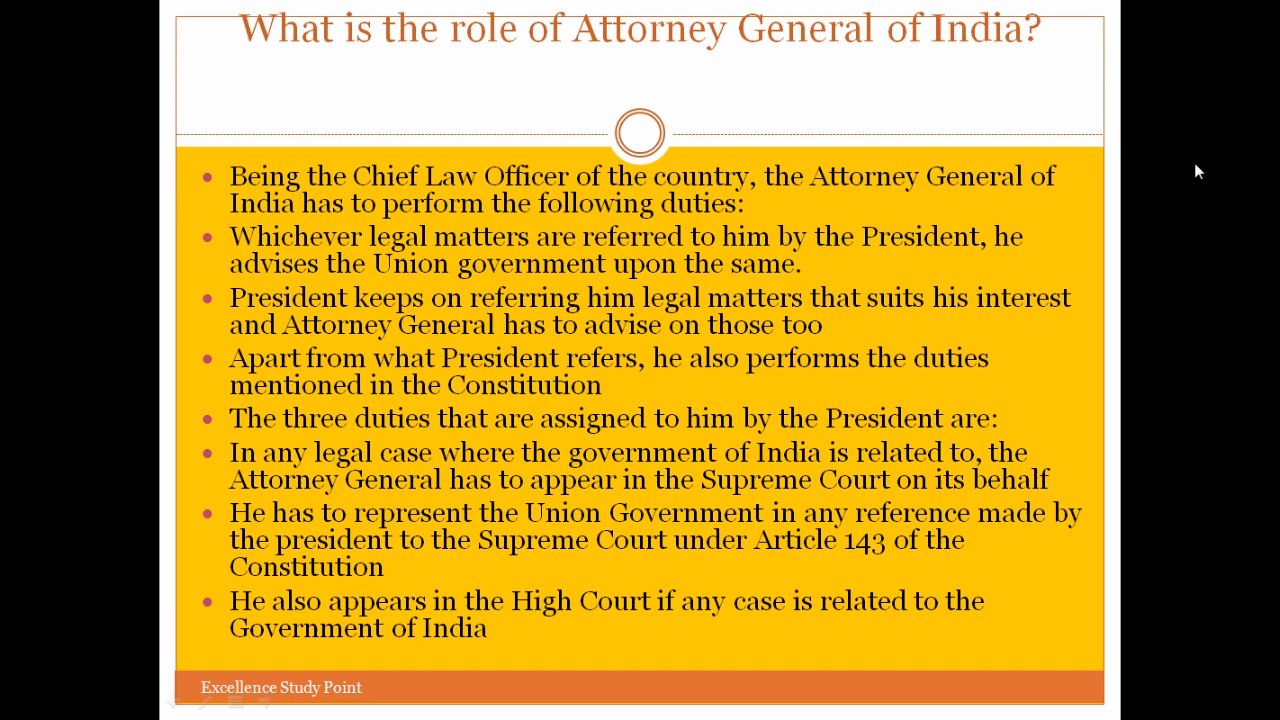 What is the role of Attorney General of India?
Being the Chief Law Officer of the country, the Attorney General of
India has to perform the following duties:
Whichever legal matters are referred to him by the President, he
advises the Union government upon the same.
President keeps on referring him legal matters that suits his interest
and Attorney General has to advise on those too
Apart from what President refers, he also performs the duties
mentioned in the Constitution
The three duties that are assigned to him by the President are:
In any legal case where the government of India is related to, the
Attorney General has to appear in the Supreme Court on its behalf
He has to represent the Union Government in any reference made by
the president to the Supreme Court under Article 143 of the
Constitution
He also appears in the High Court if any case is related to the
Government of India
Excellence Study Point